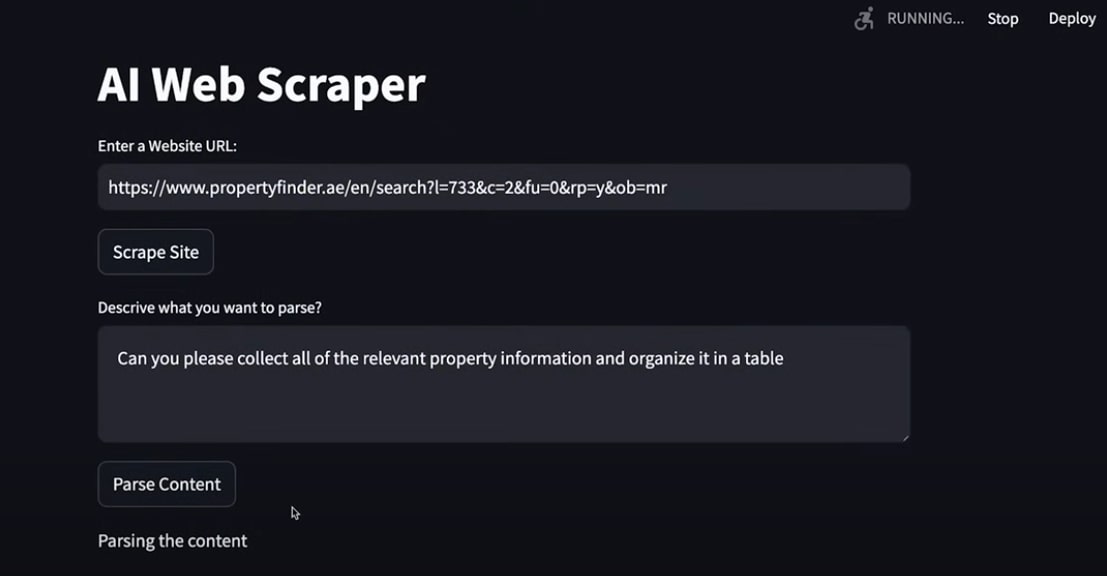 RUNNING... Stop Deploy
AI Web Scraper
Enter a Website URL:
https://www.propertyfinder.ae/en/search?l=733&c=2&fu=0&rp=y&ob=mr
Scrape Site
Descrive what you want to parse?
Can you please collect all of the relevant property information and organize it in a table
Parse Content
Parsing the content